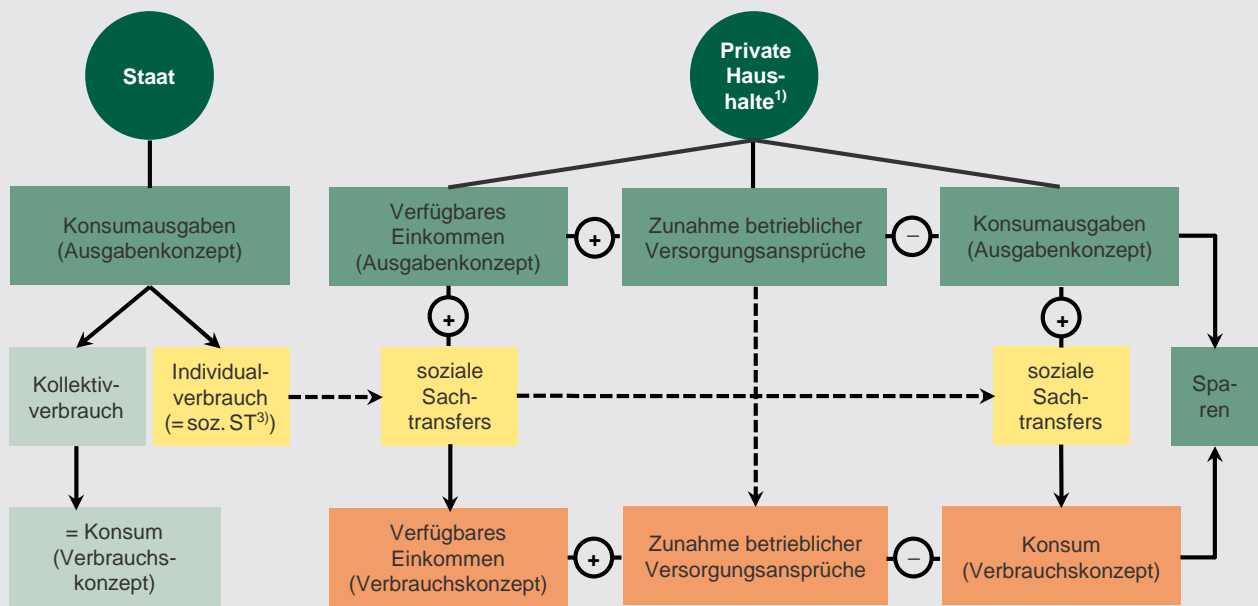 Staat
Private
Haus-
halte1)
Konsumausgaben
(Ausgabenkonzept)
Verfügbares
Einkommen
(Ausgabenkonzept)
+
Zunahme betrieblicher
Versorgungsansprüche
−
Konsumausgaben
(Ausgabenkonzept)
+
+
Kollektiv-
verbrauch
Individual-
verbrauch
(= soz. ST3))
soziale
Sach-
transfers
soziale
Sach-
transfers
Spa-
ren
= Konsum
(Verbrauchs-
konzept)
Verfügbares
Einkommen
(Verbrauchskonzept)
+
Zunahme betrieblicher
Versorgungsansprüche
−
Konsum
(Verbrauchskonzept)